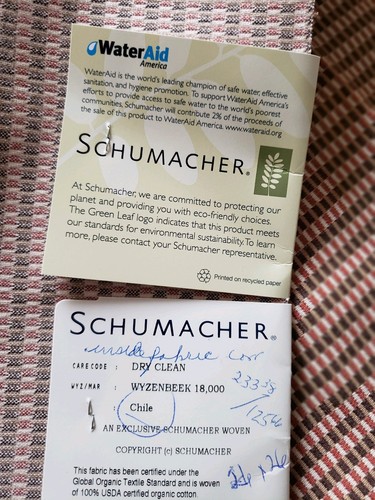 WaterAid
America
WaterAid is the world's leading champion of safe water, effective
sanitation, and hygiene promotion. To support WaterAid America's
efforts to provide access to safe water to the world's poorest
communities, Schumacher will contribute 2% of the proceeds of
the sale of this product to WaterAid America. www.wateraid.org
SCHUMACHER®
At Schumacher, we are committed to protecting our
planet and providing you with eco-friendly choices.
The Green Leaf logo indicates that this product meets
our standards for environmental sustainability. To learn
more, please contact your Schumacher representative.
Printed on recycled paper
SCHUMACHER®
inside fabric
CARE CODE : DRY CLEAN
WYZ/MAR : WYZENBEEK 18,000
: Chile
AN EXCLUSIVE SCHUMACHER WOVEN
COPYRIGHT (c) SCHUMACHER
This fabric has been certified under the
Global Organic Textile Standard and is woven
of 100% USDA certified organic cotton.